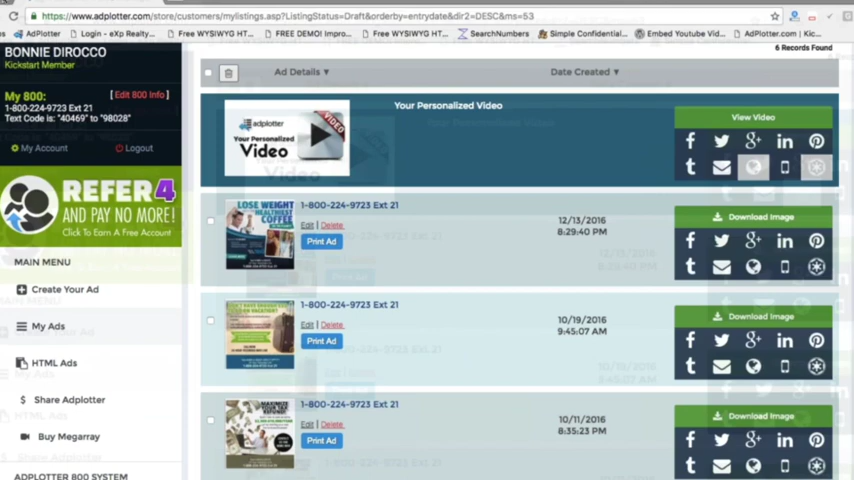 https://www.adplotter.com/store/customers/mylistings.asp?ListingStatus=Draft&orderby=entrydate&dir2=DESC&ms=53
AdPlotter
Login - eXp Realty...
Free WYSIWYG HT...
FREE DEMO! Improv...
Free WYSIWYG HT...
SearchNumbers
Simple Confidential...
Embed Youtube Vid...
AdPlotter.com | Kic...
BONNIE DIROCCO
Kickstart Member
My 800: [ Edit 800 Info]
1-800-224-9723 Ext 21
Text Code is: "40469" to "98028"
My Account
Logout
REFER 4
AND PAY NO MORE!
Click To Earn A Free Account
MAIN MENU
Create Your Ad
My Ads
HTML Ads
$ Share Adplotter
Buy Megarray
ADPLOTTER 800 SYSTEM
6 Records Found
Ad Details ▼
Date Created ▼
adplotter
Your Personalized
Video
VIDEO
Your Personalized Video
View Video
LOSE WEIGHT
HEALTHIEST
COFFEE
1-800-224-9723 Ext 21
Edit | Delete
Print Ad
12/13/2016
8:29:40 PM
Download Image
1-800-224-9723 Ext 21
Edit | Delete
Print Ad
10/19/2016
9:45:07 AM
Download Image
MAXIMIZE
YOUR TAX
REFUND!
1-800-224-9723 Ext 21
Edit | Delete
Print Ad
10/11/2016
8:35:23 PM
Download Image